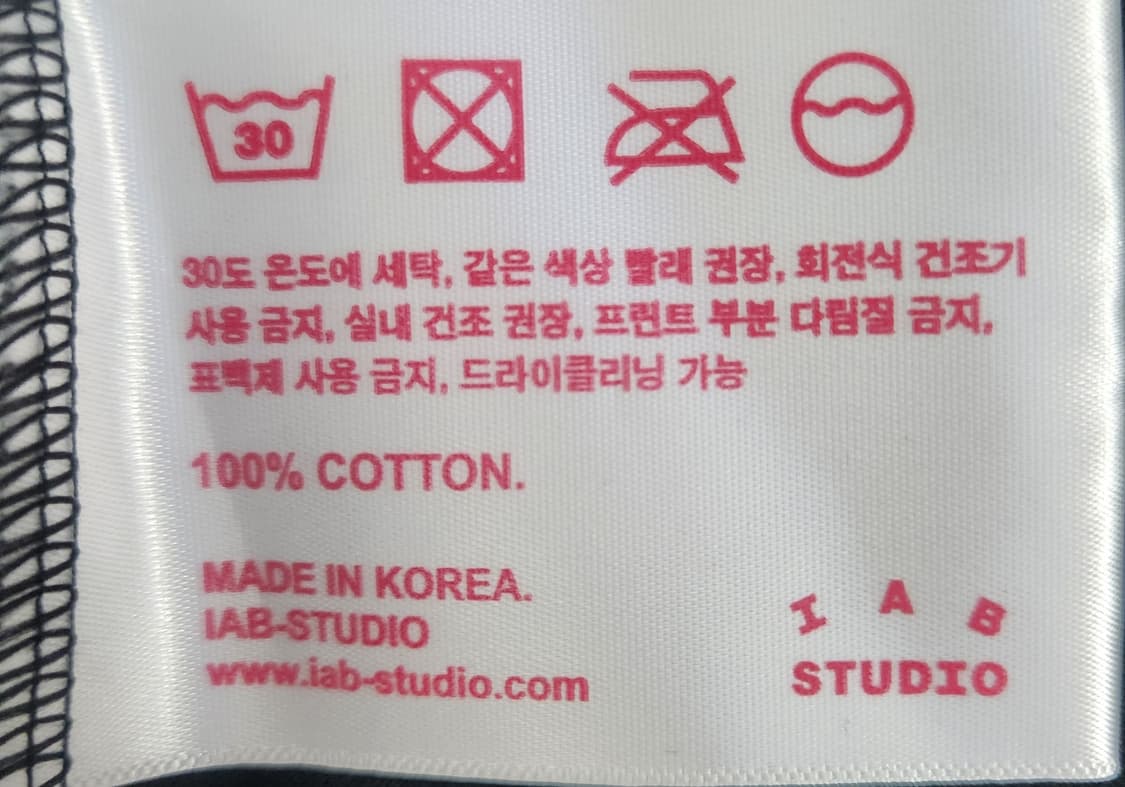 30
30도 온도에 세탁, 같은 색상 빨래 권장, 회전식 건조기
사용 금지, 실내 건조 권장, 프린트 부분 다림질 금지,
표백제 사용 금지, 드라이클리닝 가능
100% COTTON.
MADE IN KOREA.
IAB-STUDIO
www.iab-studio.com
I A B
STUDIO